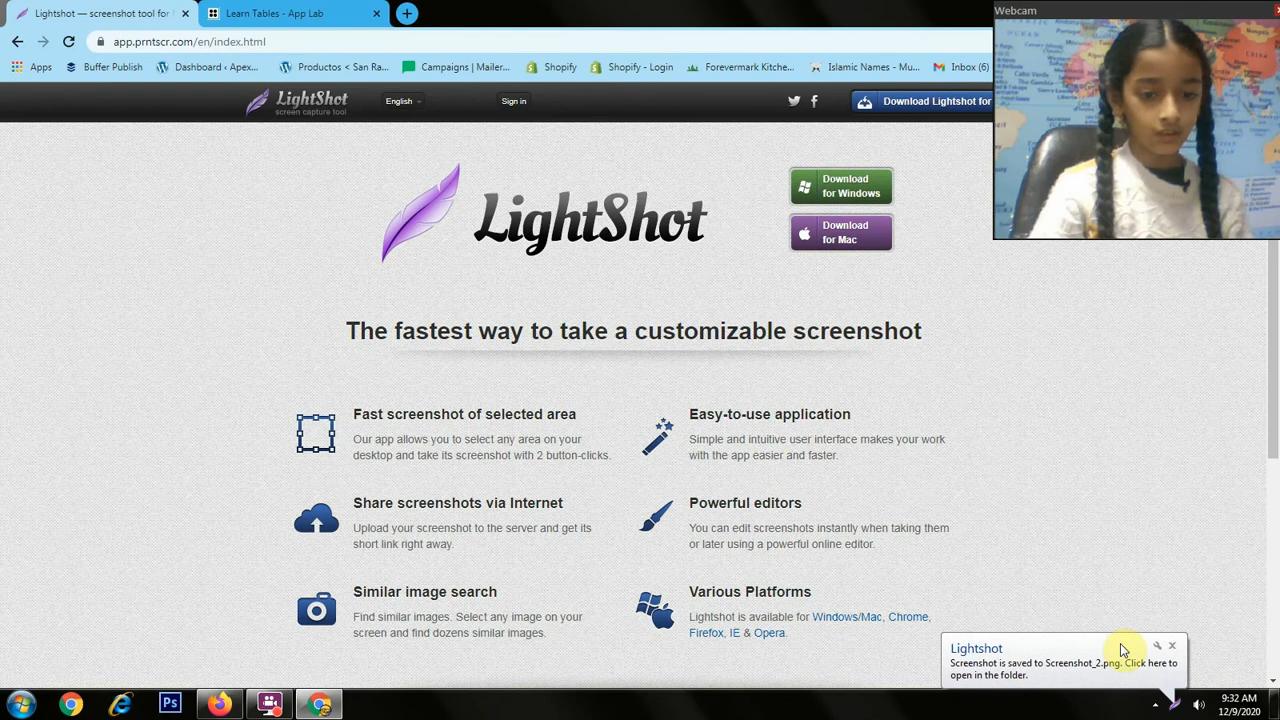 Lightshot — screenshot tool for
Learn Tables - App Lab
Webcam
app.prntscr.com/en/index.html
Apps
Buffer Publish
Dashboard ‹ Apex...
Conductor on Ra...
Campaigns | Mailer...
Shopify
Shopify - Login
Forevermark Kitche...
Islamic Names - Mu...
Inbox (6)
LightShot
screen capture tool
English
Sign in
Download Lightshot for
LightShot
Download
for Windows
Download
for Mac
The fastest way to take a customizable screenshot
Fast screenshot of selected area
Our app allows you to select any area on your
desktop and take its screenshot with 2 button-clicks.
Easy-to-use application
Simple and intuitive user interface makes your work
with the app easier and faster.
Share screenshots via Internet
Upload your screenshot to the server and get its
short link right away.
Powerful editors
You can edit screenshots instantly when taking them
or later using a powerful online editor.
Similar image search
Find similar images. Select any image on your
screen and find dozens similar images.
Various Platforms
Lightshot is available for Windows/Mac, Chrome,
Firefox, IE & Opera.
Lightshot
Screenshot is saved to Screenshot_2.png. Click here to
open in the folder.
Ps
9:32 AM
12/9/2020